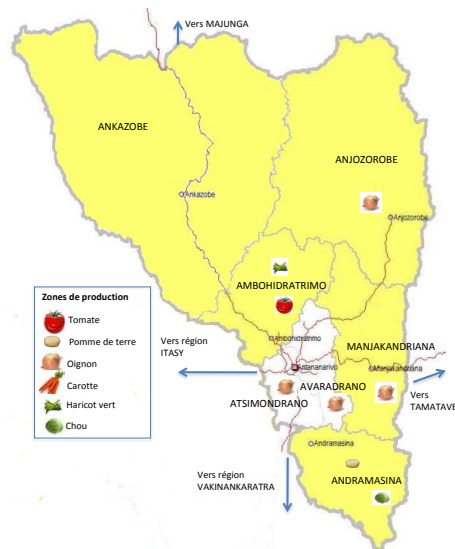 Vers MAJUNGA
ANKAZOBE
ANJOZOROBE
Ankazobe
Anjozorobe
AMBOHIDRATRIMO
Zones de production
Tomate
Pomme de terre
Oignon
Carotte
Haricot vert
Chou
Vers région
ITASY
Ambohidratrimo
MANJAKANDRIANA
Antananarivo
Manjakandriana
AVARADRANO
ATSIMONDRANO
Vers
TAMATAVE
Andramasina
Vers région
VAKINANKARATRA
ANDRAMASINA